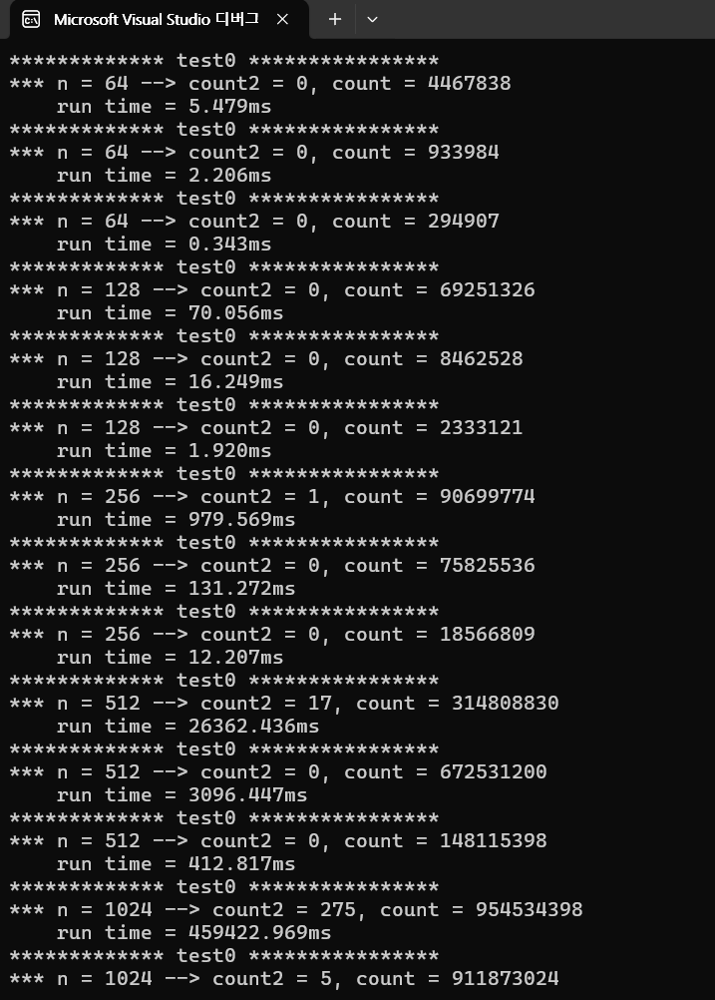 Microsoft Visual Studio 디버그
************* test0 ****************
*** n = 64 --> count2 = 0, count = 4467838
    run time = 5.479ms
************* test0 ****************
*** n = 64 --> count2 = 0, count = 933984
    run time = 2.206ms
************* test0 ****************
*** n = 64 --> count2 = 0, count = 294907
    run time = 0.343ms
************* test0 ****************
*** n = 128 --> count2 = 0, count = 69251326
    run time = 70.056ms
************* test0 ****************
*** n = 128 --> count2 = 0, count = 8462528
    run time = 16.249ms
************* test0 ****************
*** n = 128 --> count2 = 0, count = 2333121
    run time = 1.920ms
************* test0 ****************
*** n = 256 --> count2 = 1, count = 90699774
    run time = 979.569ms
************* test0 ****************
*** n = 256 --> count2 = 0, count = 75825536
    run time = 131.272ms
************* test0 ****************
*** n = 256 --> count2 = 0, count = 18566809
    run time = 12.207ms
************* test0 ****************
*** n = 512 --> count2 = 17, count = 314808830
    run time = 26362.436ms
************* test0 ****************
*** n = 512 --> count2 = 0, count = 672531200
    run time = 3096.447ms
************* test0 ****************
*** n = 512 --> count2 = 0, count = 148115398
    run time = 412.817ms
************* test0 ****************
*** n = 1024 --> count2 = 275, count = 954534398
    run time = 459422.969ms
************* test0 ****************
*** n = 1024 --> count2 = 5, count = 911873024